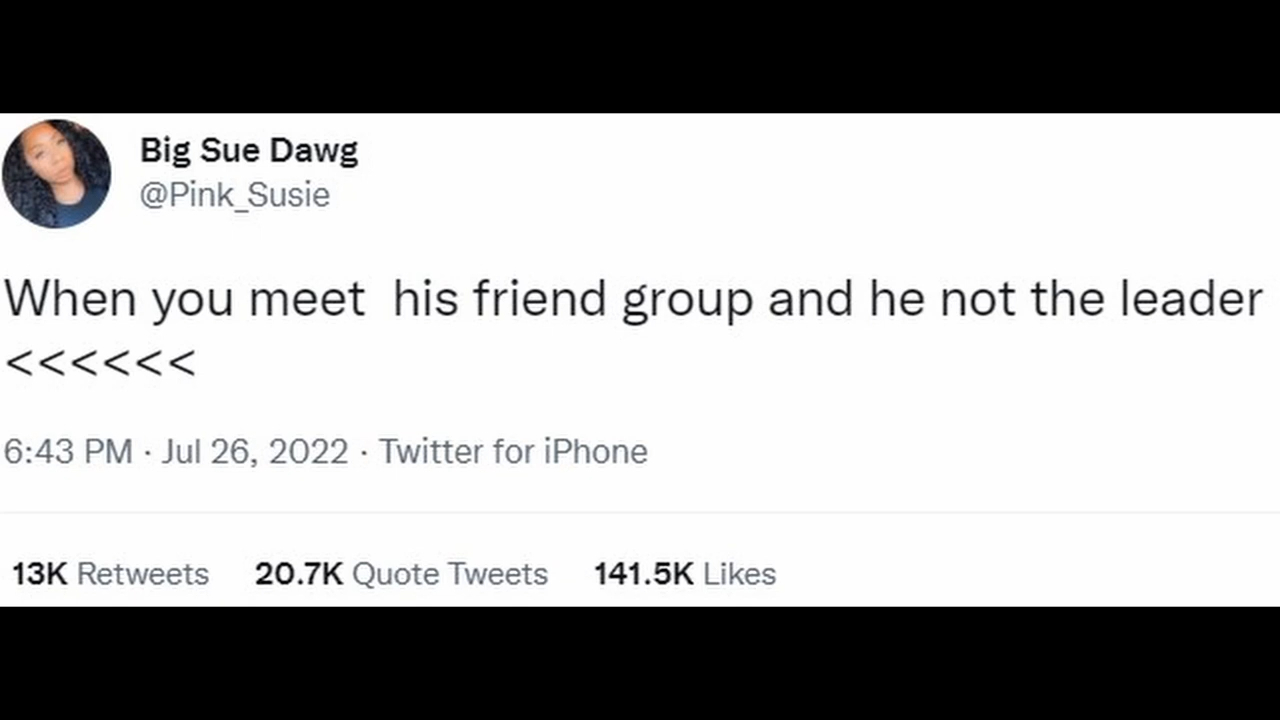 Big Sue Dawg
@Pink_Susie
When you meet  his friend group and he not the leader
<<<<<<
6:43 PM · Jul 26, 2022 · Twitter for iPhone
13K Retweets 20.7K Quote Tweets 141.5K Likes